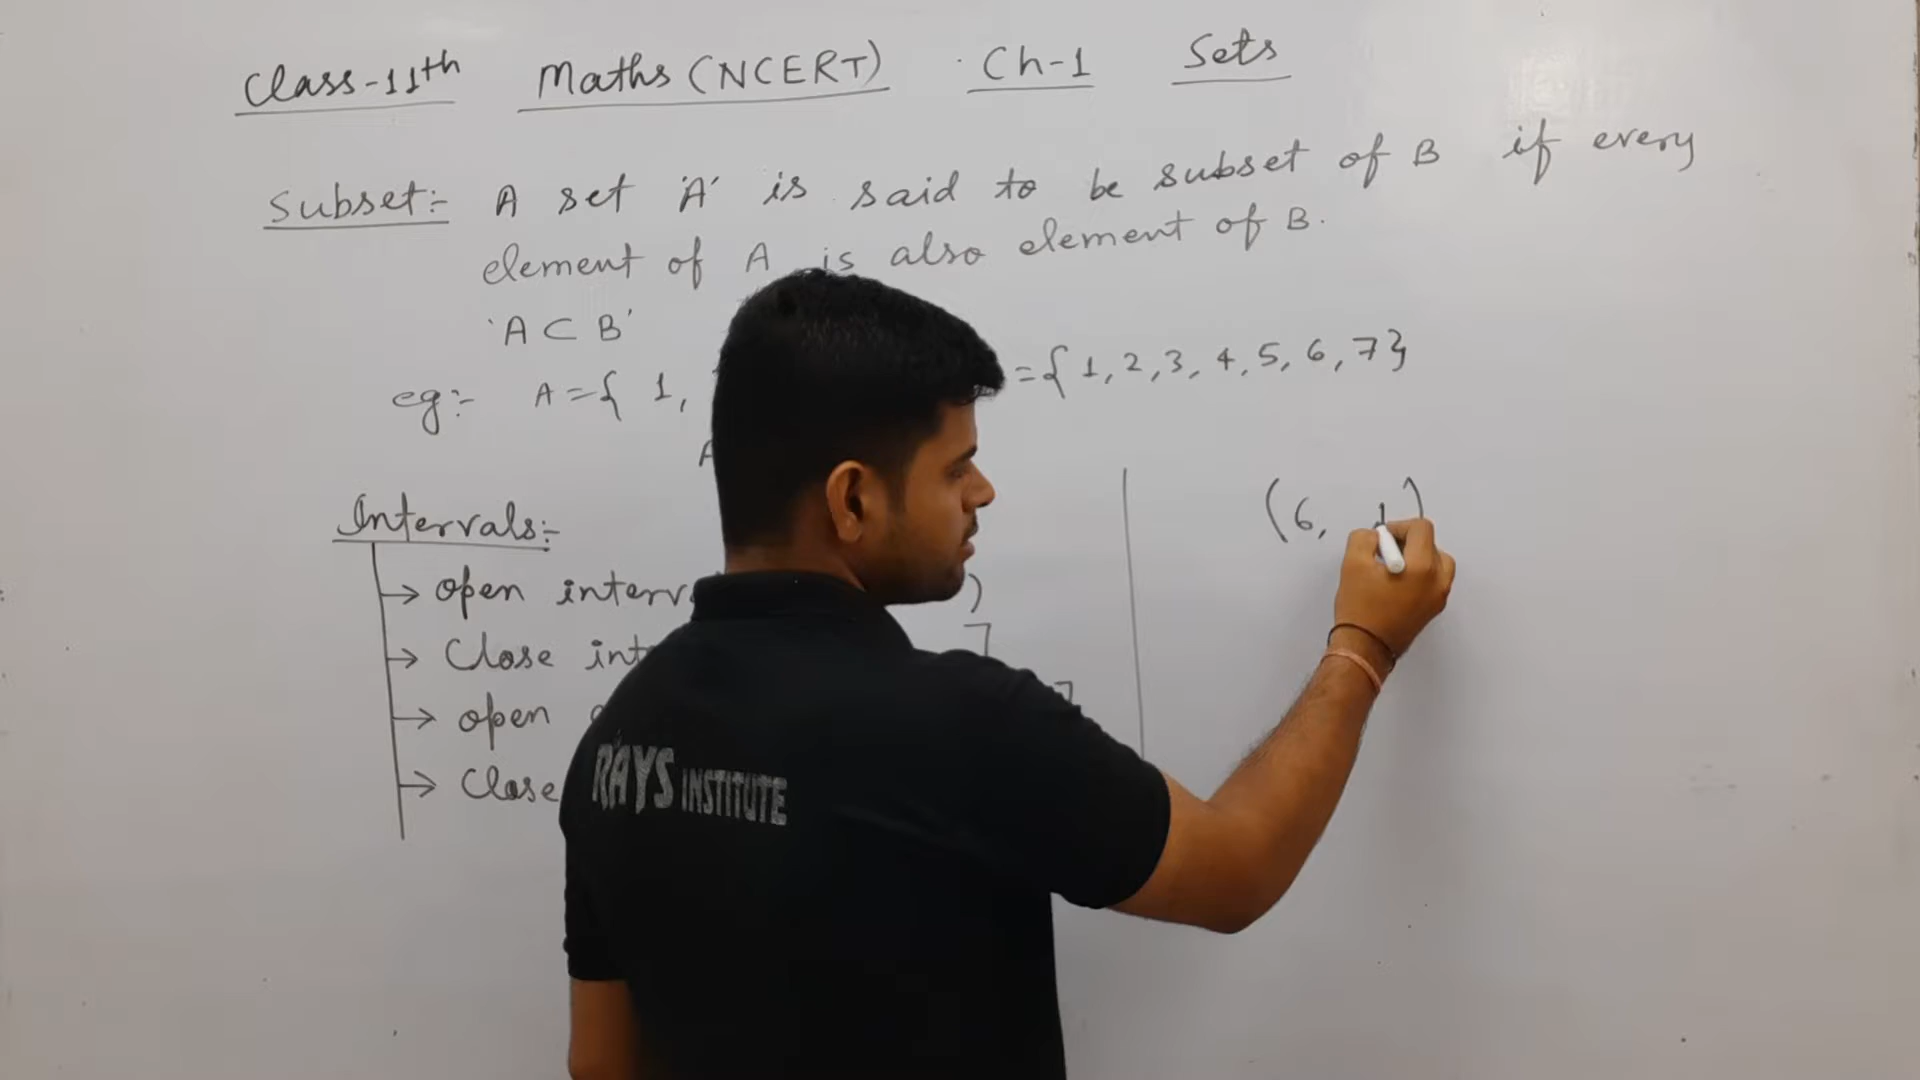 Class-11th Maths (NCERT) Ch-1 Sets
Subset:- A set 'A' is said to be subset of B if every
element of A is also element of B.
'A ⊂ B'
eg:- A={ 1, ={ 1, 2, 3, 4, 5, 6, 7}
Intervals:-
→ open )
→ Close ]
→ open ]
→ Close
(6, )
RAYS INSTITUTE